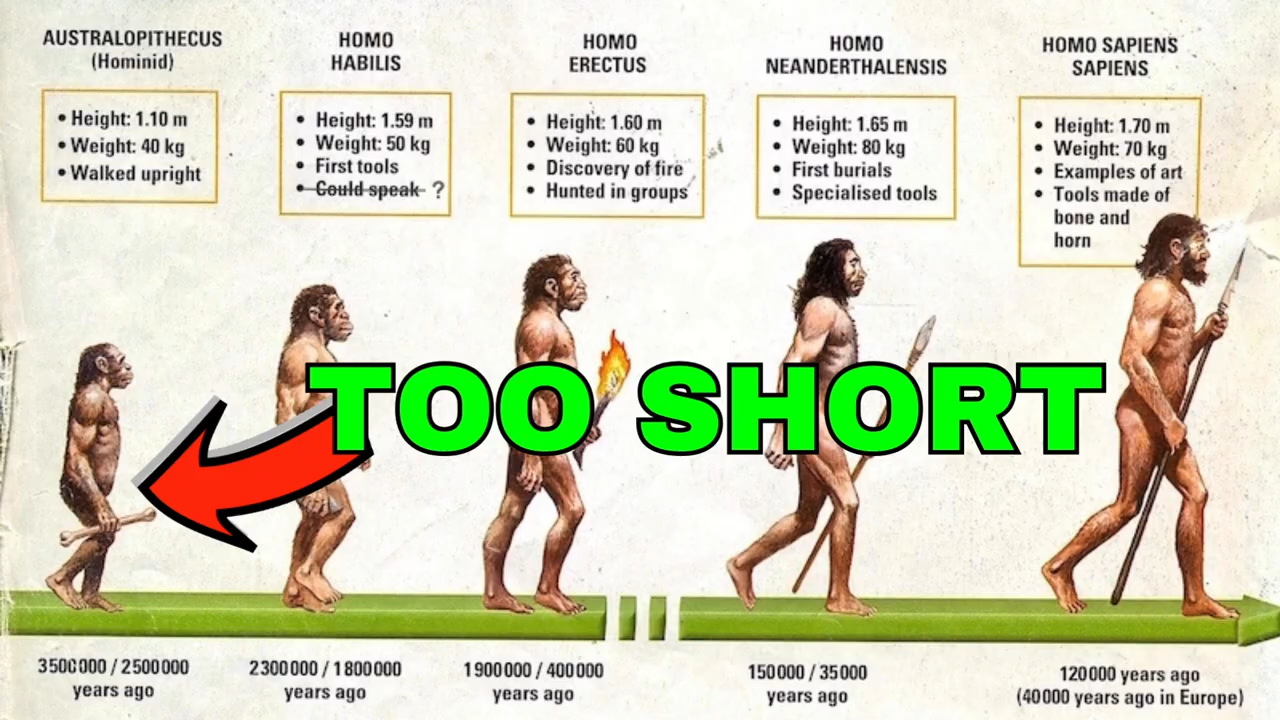 AUSTRALOPITHECUS
(Hominid)
• Height: 1.10 m
• Weight: 40 kg
• Walked upright
HOMO
HABILIS
• Height: 1.59 m
• Weight: 50 kg
• First tools
• Could speak ?
HOMO
ERECTUS
• Height: 1.60 m
• Weight: 60 kg
• Discovery of fire
• Hunted in groups
HOMO
NEANDERTHALENSIS
• Height: 1.65 m
• Weight: 80 kg
• First burials
• Specialised tools
HOMO SAPIENS
SAPIENS
• Height: 1.70 m
• Weight: 70 kg
• Examples of art
• Tools made of
bone and
horn
TOO SHORT
3500000 / 2500000
years ago
2300000 / 1800000
years ago
1900000 / 400000
years ago
150000 / 35000
years ago
120000 years ago
(40000 years ago in Europe)